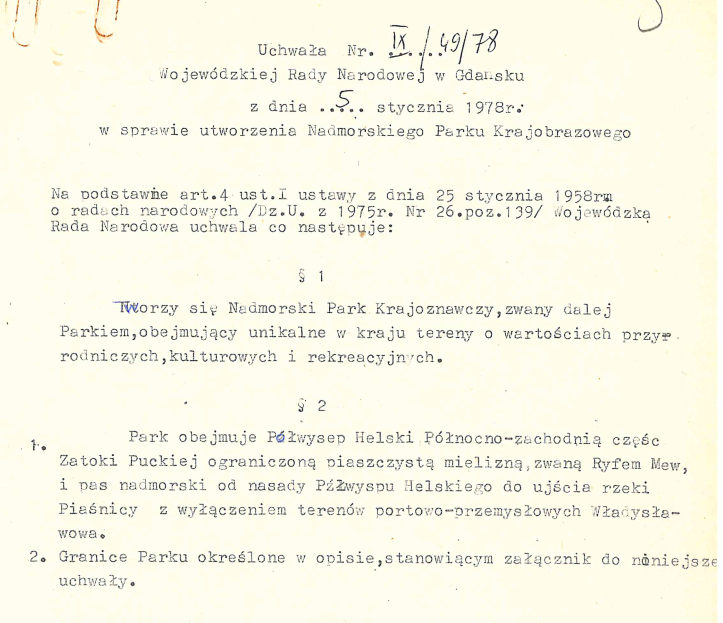 Uchwała Nr. IX/49/78
Wojewódzkiej Rady Narodowej w Gdańsku
z dnia ..5.. stycznia 1978r.
w sprawie utworzenia Nadmorskiego Parku Krajobrazowego
Na podstawie art.4 ust.I ustawy z dnia 25 stycznia 1958rm
o radach narodowych /Dz.U. z 1975r. Nr 26.poz.139/ Wojewódzka
Rada Narodowa uchwala co następuje:
§ 1
Tworzy się Nadmorski Park Krajoznawczy,zwany dalej
Parkiem,obejmujący unikalne w kraju tereny o wartościach przy-
rodniczych,kulturowych i rekreacyjnych.
§ 2
1. Park obejmuje Półwysep Helski Północno-zachodnią częśc
Zatoki Puckiej ograniczoną piaszczystą mielizną,zwaną Ryfem Mew,
i pas nadmorski od nasady Półwyspu Helskiego do ujścia rzeki
Piaśnicy z wyłączeniem terenów portowo-przemysłowych Władysła-
wowa.
2. Granice Parku określone w opisie,stanowiącym załącznik do niniejsze
uchwały.